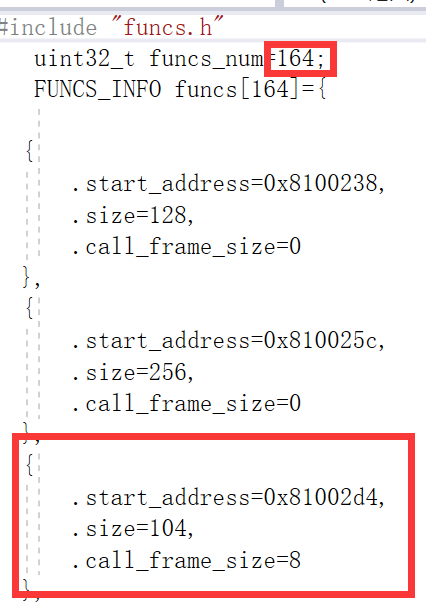 #include "funcs.h"
uint32_t funcs_num=164;
FUNCS_INFO funcs[164]={
{
.start_address=0x8100238,
.size=128,
.call_frame_size=0
},
{
.start_address=0x810025c,
.size=256,
.call_frame_size=0
},
{
.start_address=0x81002d4,
.size=104,
.call_frame_size=8
},